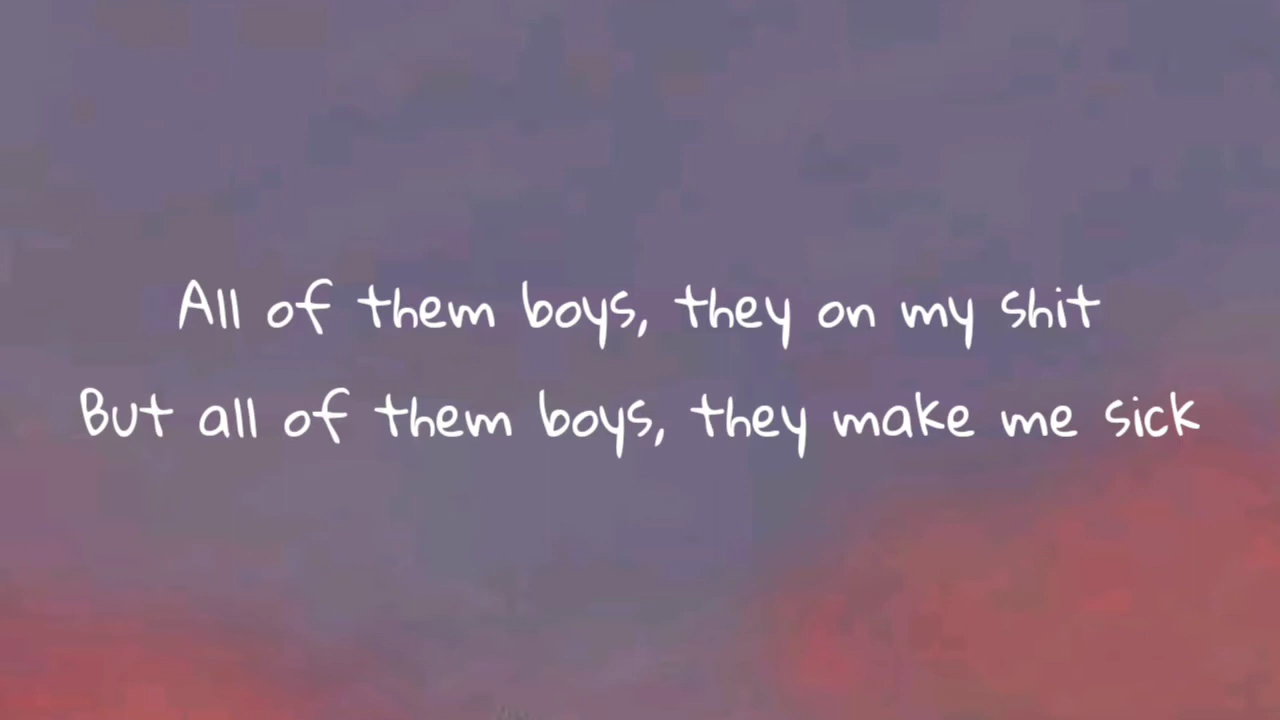 All of them boys, they on my shit
But all of them boys, they make me sick